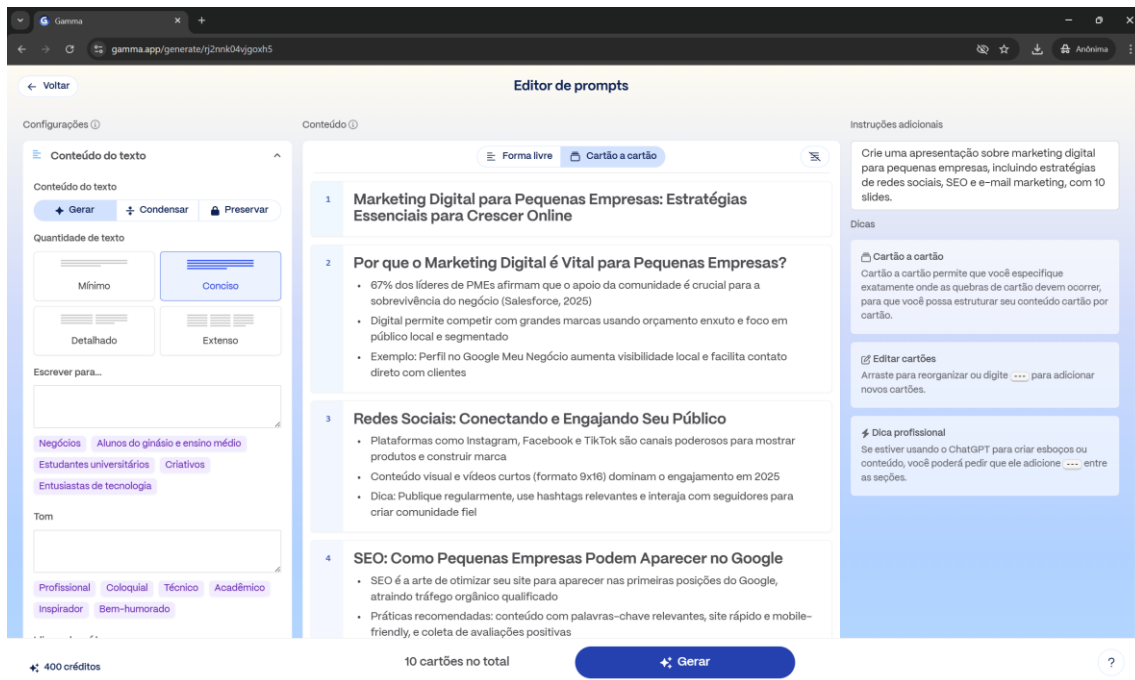 Gamma
gamma.app/generate/rj2nnk04vjgoxh5
Anônima
Voltar
Editor de prompts
Configurações
Conteúdo do texto
Conteúdo do texto
Gerar
Condensar
Preservar
Quantidade de texto
Mínimo
Conciso
Detalhado
Extenso
Escrever para...
Negócios
Alunos do ginásio e ensino médio
Estudantes universitários
Criativos
Entusiastas de tecnologia
Tom
Profissional
Coloquial
Técnico
Acadêmico
Inspirador
Bem-humorado
400 créditos
Conteúdo
Forma livre
Cartão a cartão
1
Marketing Digital para Pequenas Empresas: Estratégias
Essenciais para Crescer Online
2
Por que o Marketing Digital é Vital para Pequenas Empresas?
• 67% dos líderes de PMEs afirmam que o apoio da comunidade é crucial para a
sobrevivência do negócio (Salesforce, 2025)
• Digital permite competir com grandes marcas usando orçamento enxuto e foco em
público local e segmentado
• Exemplo: Perfil no Google Meu Negócio aumenta visibilidade local e facilita contato
direto com clientes
3
Redes Sociais: Conectando e Engajando Seu Público
• Plataformas como Instagram, Facebook e TikTok são canais poderosos para mostrar
produtos e construir marca
• Conteúdo visual e vídeos curtos (formato 9x16) dominam o engajamento em 2025
• Dica: Publique regularmente, use hashtags relevantes e interaja com seguidores para
criar comunidade fiel
4
SEO: Como Pequenas Empresas Podem Aparecer no Google
• SEO é a arte de otimizar seu site para aparecer nas primeiras posições do Google,
atraindo tráfego orgânico qualificado
• Práticas recomendadas: conteúdo com palavras-chave relevantes, site rápido e mobile-
friendly, e coleta de avaliações positivas
10 cartões no total
Gerar
Instruções adicionais
Crie uma apresentação sobre marketing digital
para pequenas empresas, incluindo estratégias
de redes sociais, SEO e e-mail marketing, com 10
slides.
Dicas
Cartão a cartão
Cartão a cartão permite que você especifique
exatamente onde as quebras de cartão devem ocorrer,
para que você possa estruturar seu conteúdo cartão por
cartão.
Editar cartões
Arraste para reorganizar ou digite --- para adicionar
novos cartões.
Dica profissional
Se estiver usando o ChatGPT para criar esboços ou
conteúdo, você poderá pedir que ele adicione --- entre
as seções.
?